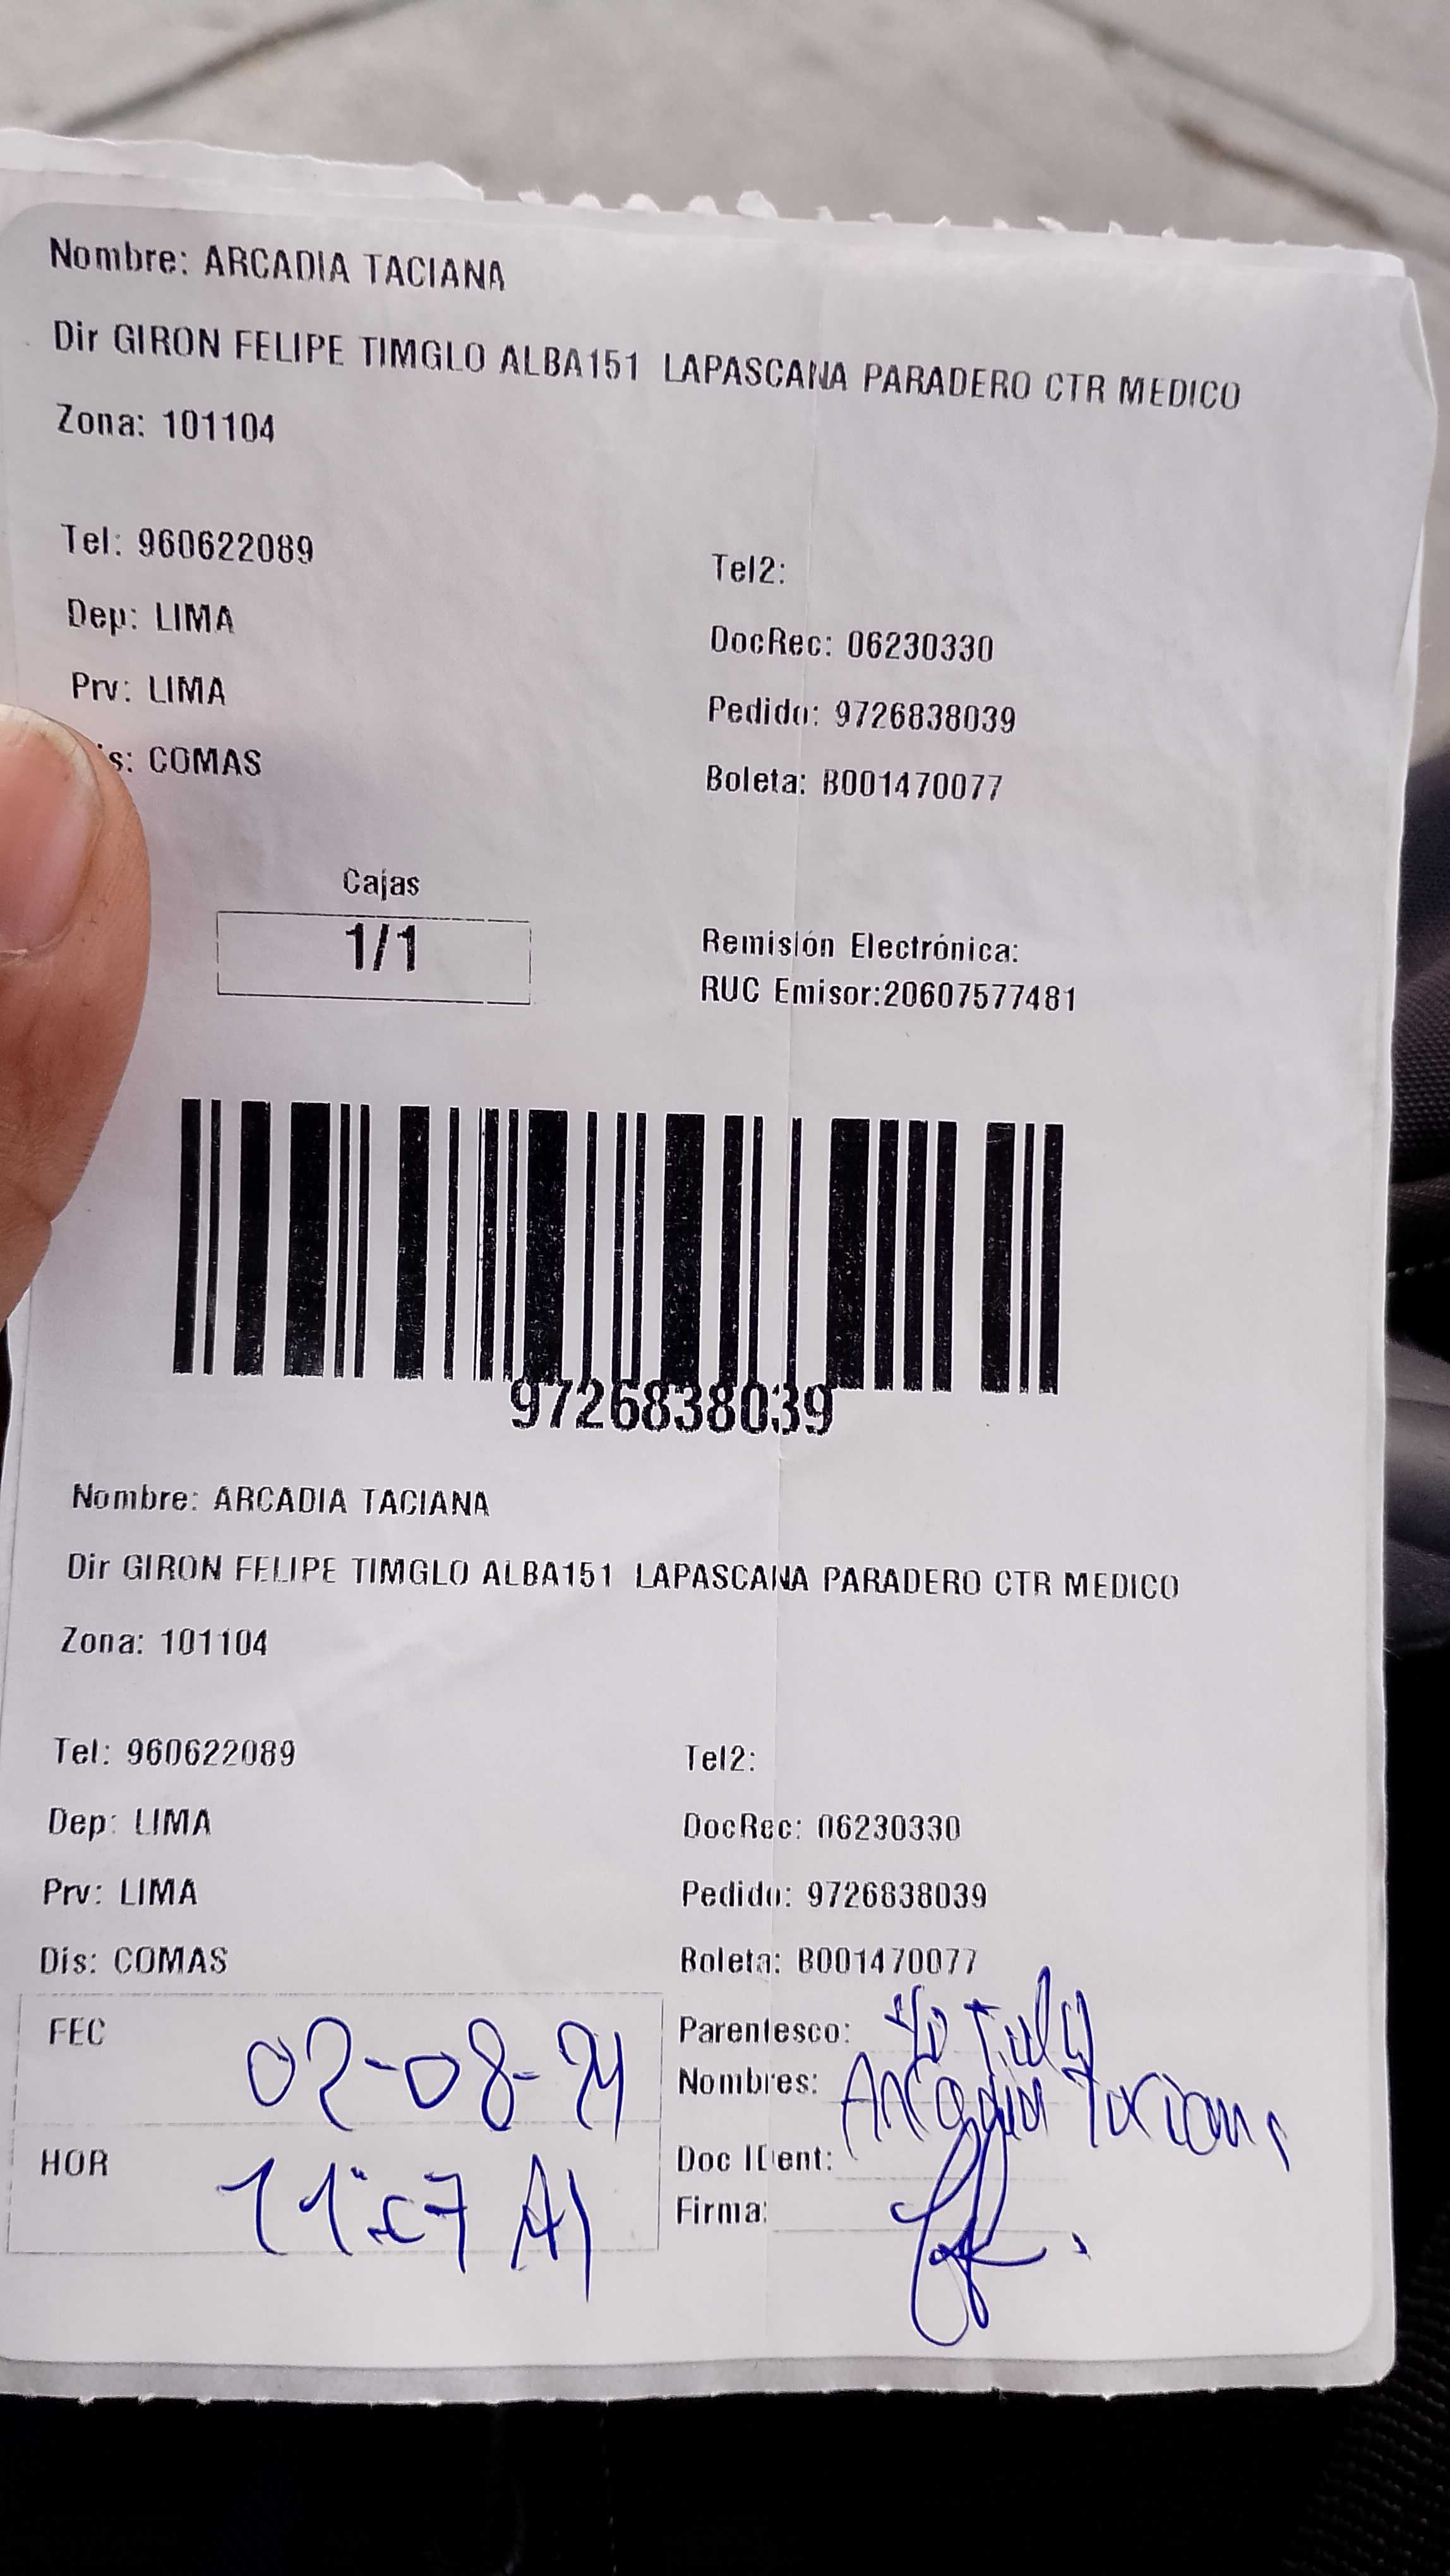 Nombre: ARCADIA TACIANA
Dir GIRON FELIPE TIMGLO ALBA151 LAPASCANA PARADERO CTR MEDICO
Zona: 101104
Tel: 960622089
Tel2:
Dep: LIMA
DocRec: 06230330
Prv: LIMA
Pedido: 9726838039
s: COMAS
Boleta: B001470077
Cajas
1/1
Remisión Electrónica:
RUC Emisor:20607577481
9726838039
Nombre: ARCADIA TACIANA
Dir GIRON FELIPE TIMGLO ALBA151 LAPASCANA PARADERO CTR MEDICO
Zona: 101104
Tel: 960622089
Tel2:
Dep: LIMA
DocRec: 06230330
Prv: LIMA
Pedido: 9726838039
Dis: COMAS
Boleta: B001470077
FEC 02-08-24
Parentesco:
Nombres:
HOR
Doc IDent:
Firma: